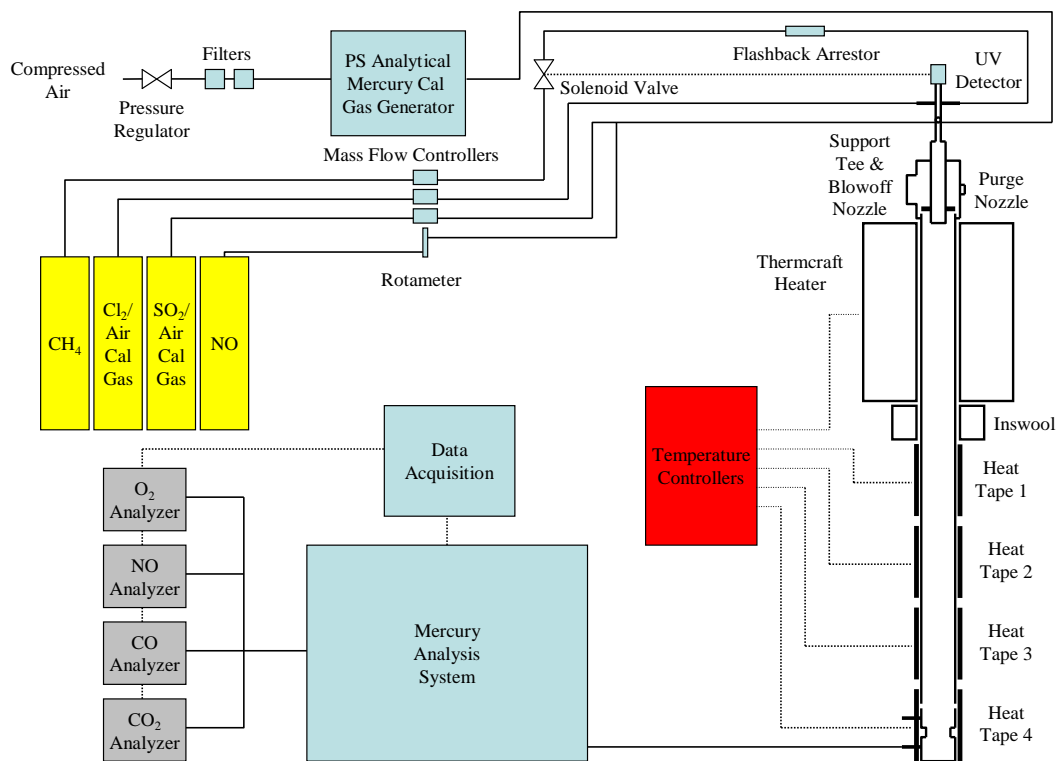 Compressed
Air
Pressure
Regulator
Filters
PS Analytical
Mercury Cal
Gas Generator
Solenoid Valve
Flashback Arrestor
UV
Detector
Mass Flow Controllers
Support
Tee &
Blowoff
Nozzle
Purge
Nozzle
Rotameter
Thermcraft
Heater
CH₄
Cl₂/
Air
Cal
Gas
SO₂/
Air
Cal
Gas
NO
Inswool
Data
Acquisition
Temperature
Controllers
Heat
Tape 1
O₂
Analyzer
NO
Analyzer
Heat
Tape 2
CO
Analyzer
Mercury
Analysis
System
Heat
Tape 3
CO₂
Analyzer
Heat
Tape 4